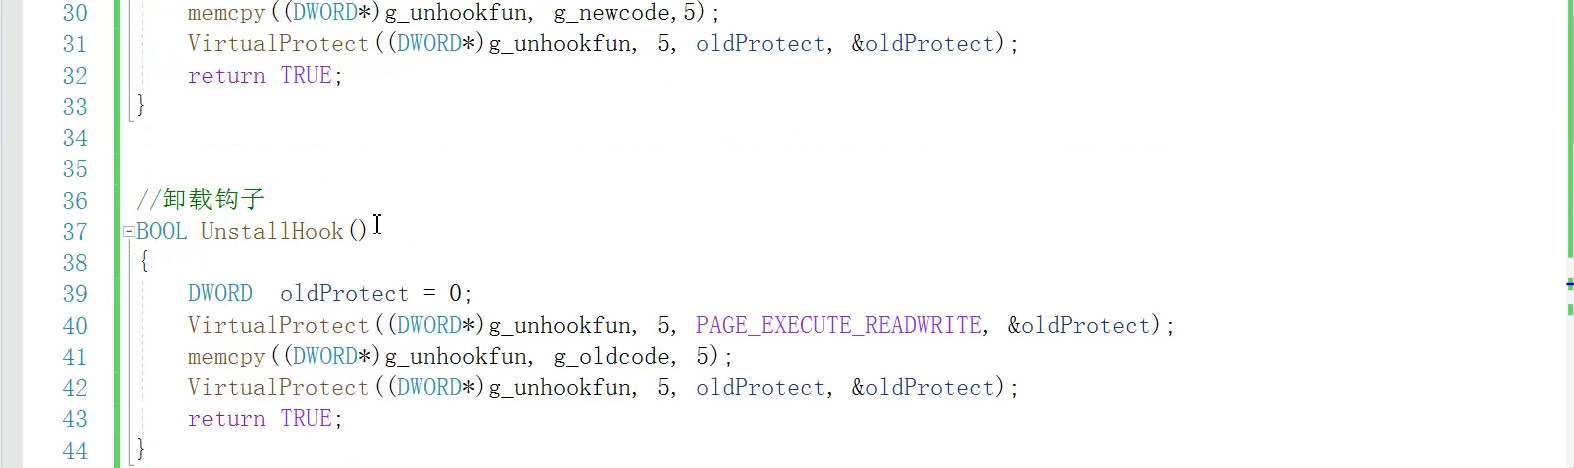 30 memcpy((DWORD*)g_unhookfun, g_newcode,5);
31 VirtualProtect((DWORD*)g_unhookfun, 5, oldProtect, &oldProtect);
32 return TRUE;
33 }
34
35
36 //卸载钩子
37 BOOL UnstallHook()
38 {
39 DWORD  oldProtect = 0;
40 VirtualProtect((DWORD*)g_unhookfun, 5, PAGE_EXECUTE_READWRITE, &oldProtect);
41 memcpy((DWORD*)g_unhookfun, g_oldcode, 5);
42 VirtualProtect((DWORD*)g_unhookfun, 5, oldProtect, &oldProtect);
43 return TRUE;
44 }